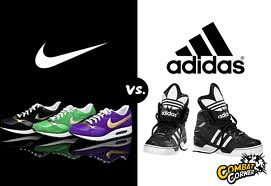 vs.
adidas
COMBAT
CORNER